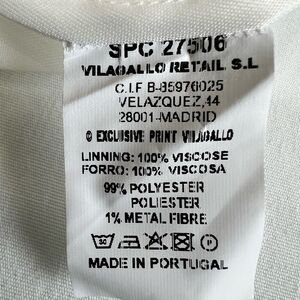 SPC 27506
VILAGALLO RETAIL S.L
C.I.F B-85976025
VELAZQUEZ,44
28001-MADRID
© EXCLUSIVE PRINT VILAGALLO
LINNING: 100% VISCOSE
FORRO: 100% VISCOSA
99% POLYESTER
POLIESTER
1% METAL FIBRE
MADE IN PORTUGAL